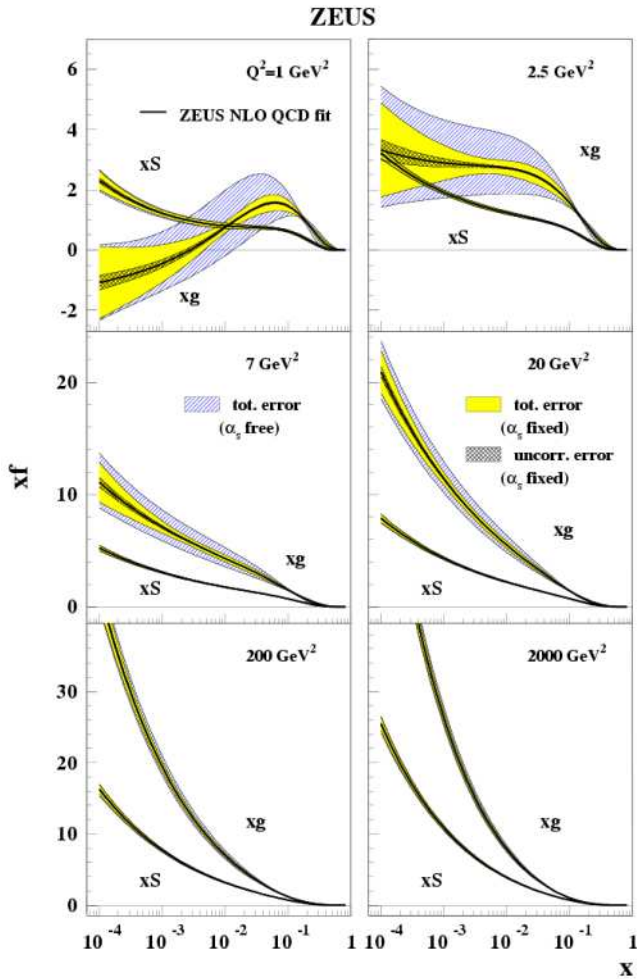 ZEUS
Q²=1 GeV²
2.5 GeV²
ZEUS NLO QCD fit
xS
xg
xg
xS
6
4
2
0
-2
7 GeV²
20 GeV²
tot. error
(αₛ free)
tot. error
(αₛ fixed)
uncorr. error
(αₛ fixed)
xg
xS
xg
xS
20
10
0
xf
200 GeV²
2000 GeV²
xg
xS
xg
xS
30
20
10
0
10⁻⁴ 10⁻³ 10⁻² 10⁻¹ 1 10⁻⁴ 10⁻³ 10⁻² 10⁻¹ 1
x